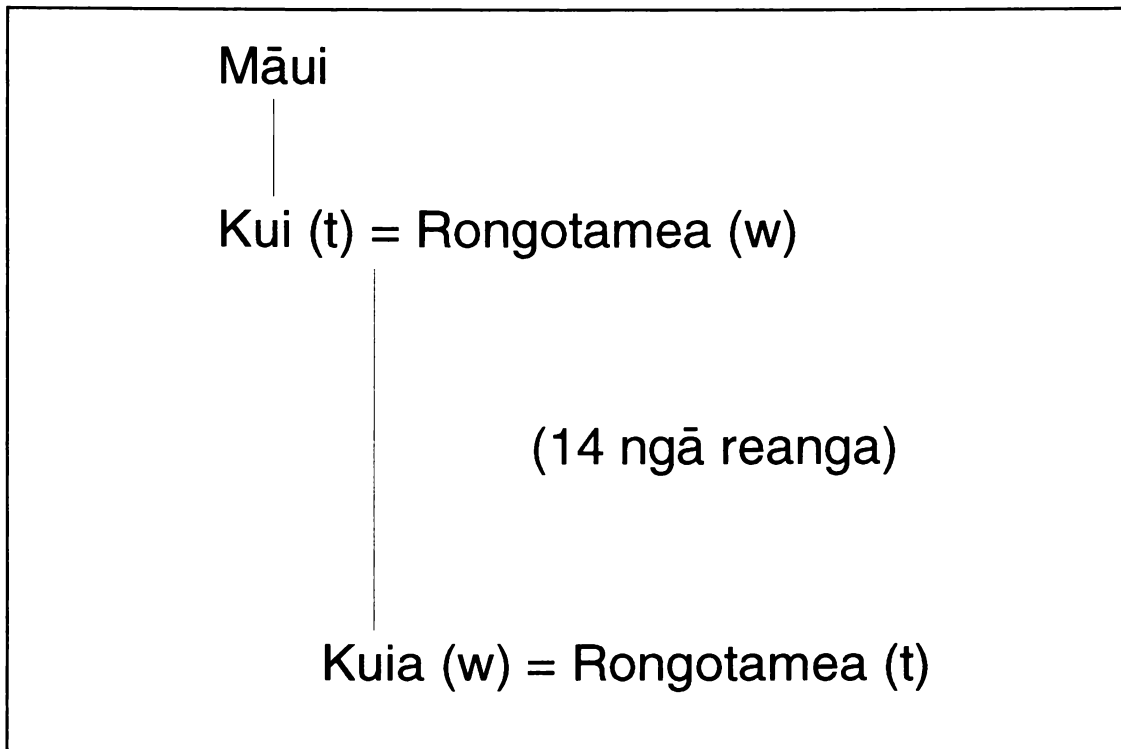 Māui
Kui (t) = Rongotamea (w)
(14 ngā reanga)
Kuia (w) = Rongotamea (t)